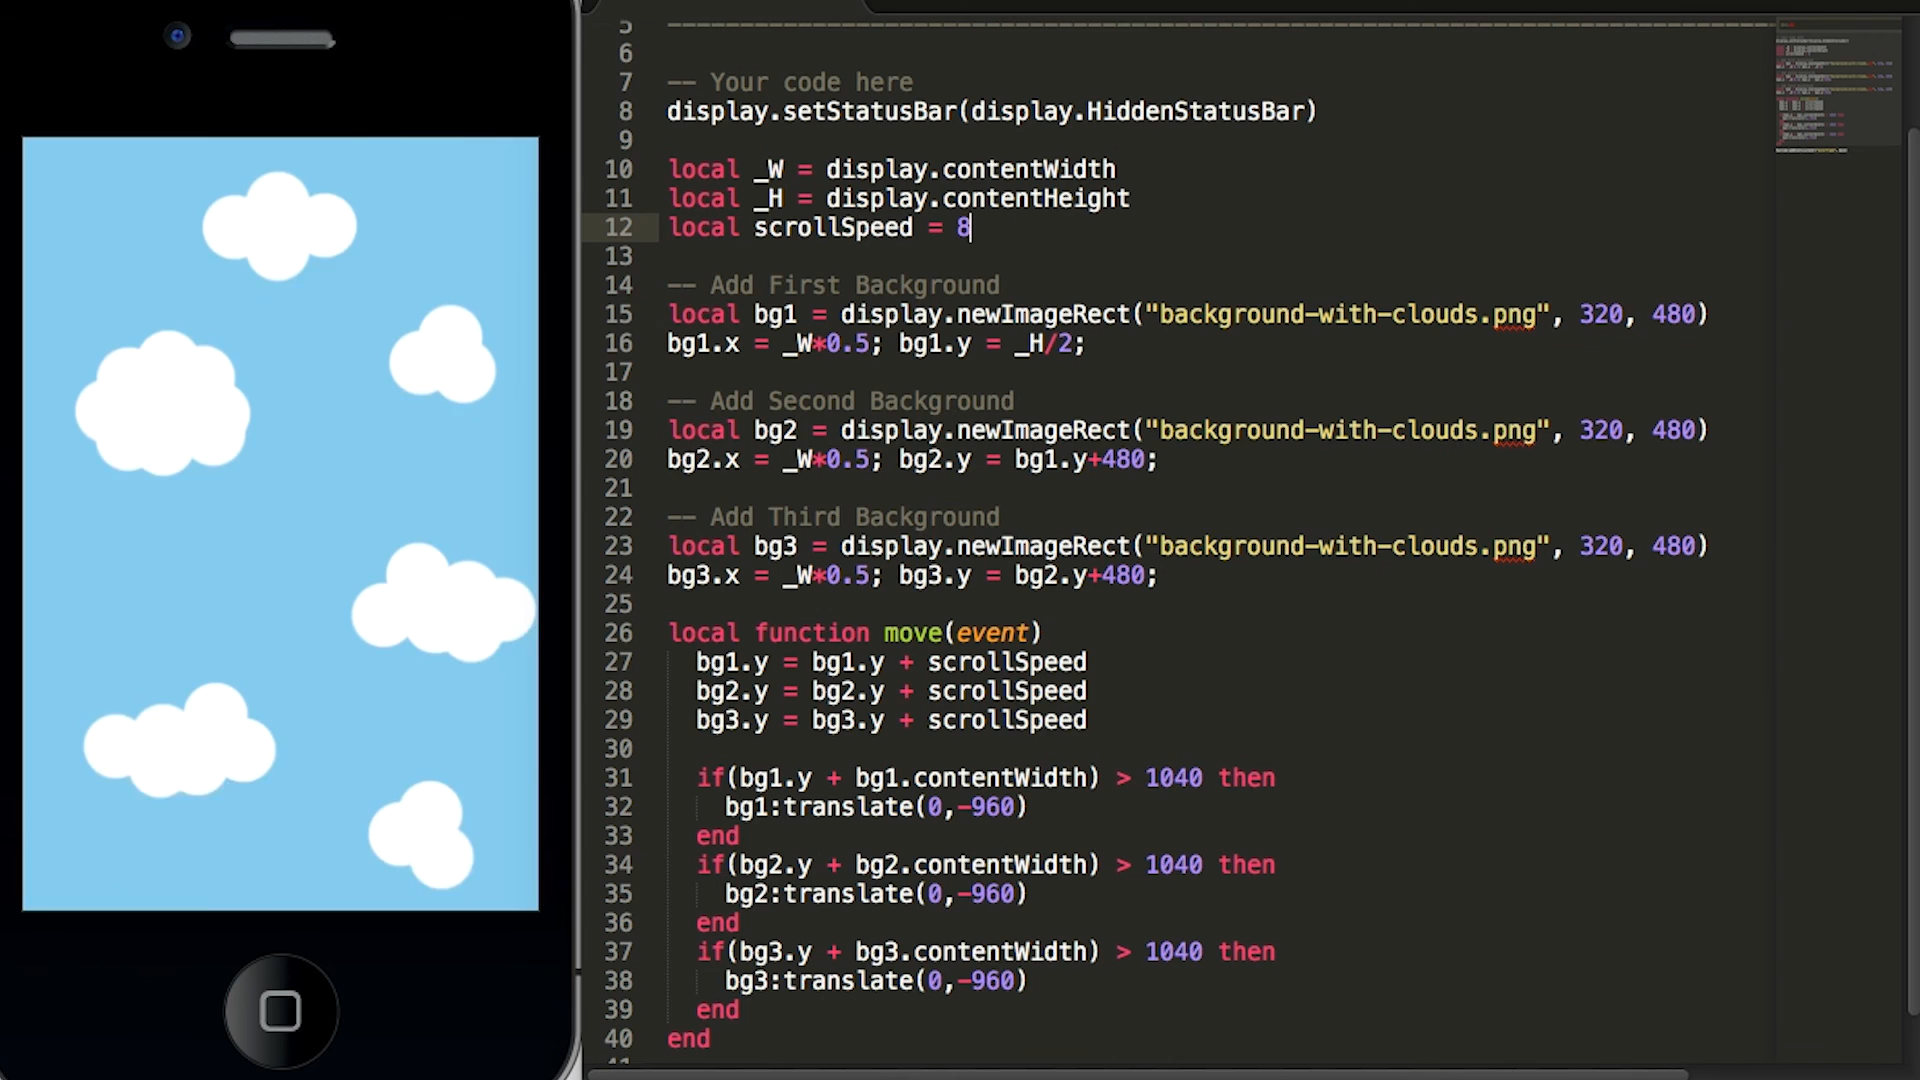 5 --------------------------------------------------------------------------------
6
7 -- Your code here
8 display.setStatusBar(display.HiddenStatusBar)
9
10 local _W = display.contentWidth
11 local _H = display.contentHeight
12 local scrollSpeed = 8
13
14 -- Add First Background
15 local bg1 = display.newImageRect("background-with-clouds.png", 320, 480)
16 bg1.x = _W*0.5; bg1.y = _H/2;
17
18 -- Add Second Background
19 local bg2 = display.newImageRect("background-with-clouds.png", 320, 480)
20 bg2.x = _W*0.5; bg2.y = bg1.y+480;
21
22 -- Add Third Background
23 local bg3 = display.newImageRect("background-with-clouds.png", 320, 480)
24 bg3.x = _W*0.5; bg3.y = bg2.y+480;
25
26 local function move(event)
27 bg1.y = bg1.y + scrollSpeed
28 bg2.y = bg2.y + scrollSpeed
29 bg3.y = bg3.y + scrollSpeed
30
31 if(bg1.y + bg1.contentWidth) > 1040 then
32 bg1:translate(0,-960)
33 end
34 if(bg2.y + bg2.contentWidth) > 1040 then
35 bg2:translate(0,-960)
36 end
37 if(bg3.y + bg3.contentWidth) > 1040 then
38 bg3:translate(0,-960)
39 end
40 end